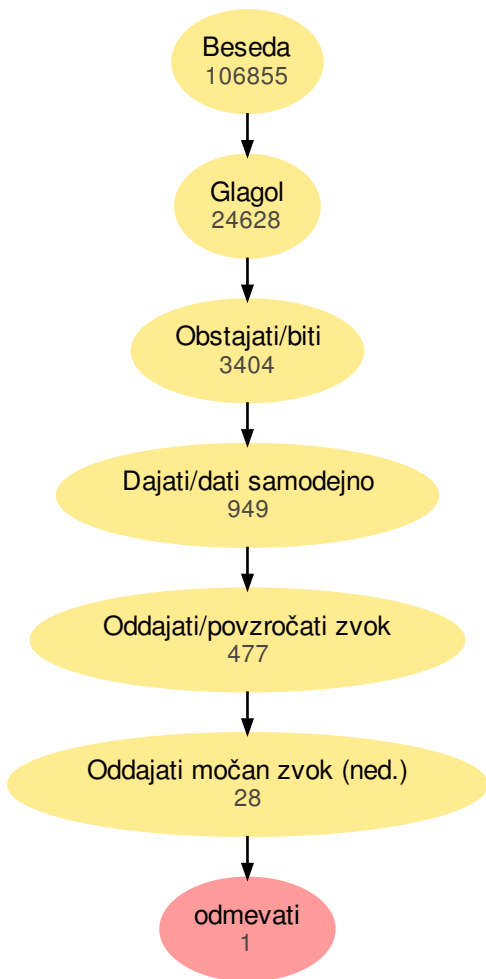 Beseda
106855
Glagol
24628
Obstajati/biti
3404
Dajati/dati samodejno
949
Oddajati/povzročati zvok
477
Oddajati močan zvok (ned.)
28
odmevati
1